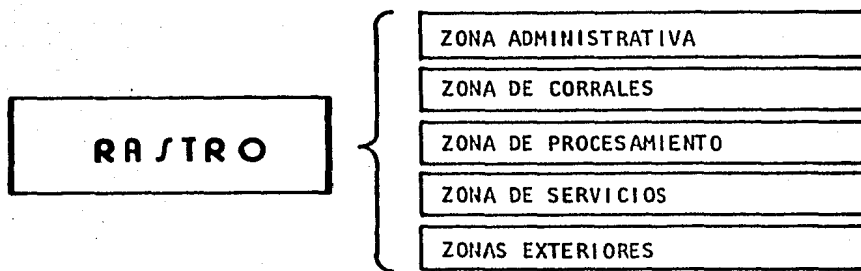 RASTRO
ZONA ADMINISTRATIVA
ZONA DE CORRALES
ZONA DE PROCESAMIENTO
ZONA DE SERVICIOS
ZONAS EXTERIORES